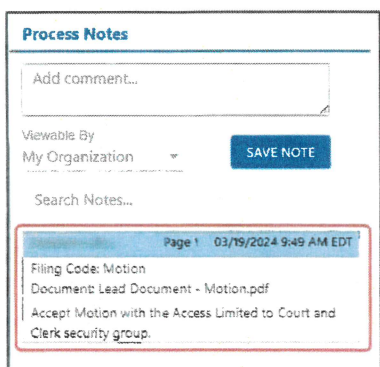 Process Notes
Add comment...
Viewable By
My Organization
SAVE NOTE
Search Notes...
Page 1 03/19/2024 9:49 AM EDT
Filing Code: Motion
Document: Lead Document - Motion.pdf
Accept Motion with the Access Limited to Court and
Clerk security group.